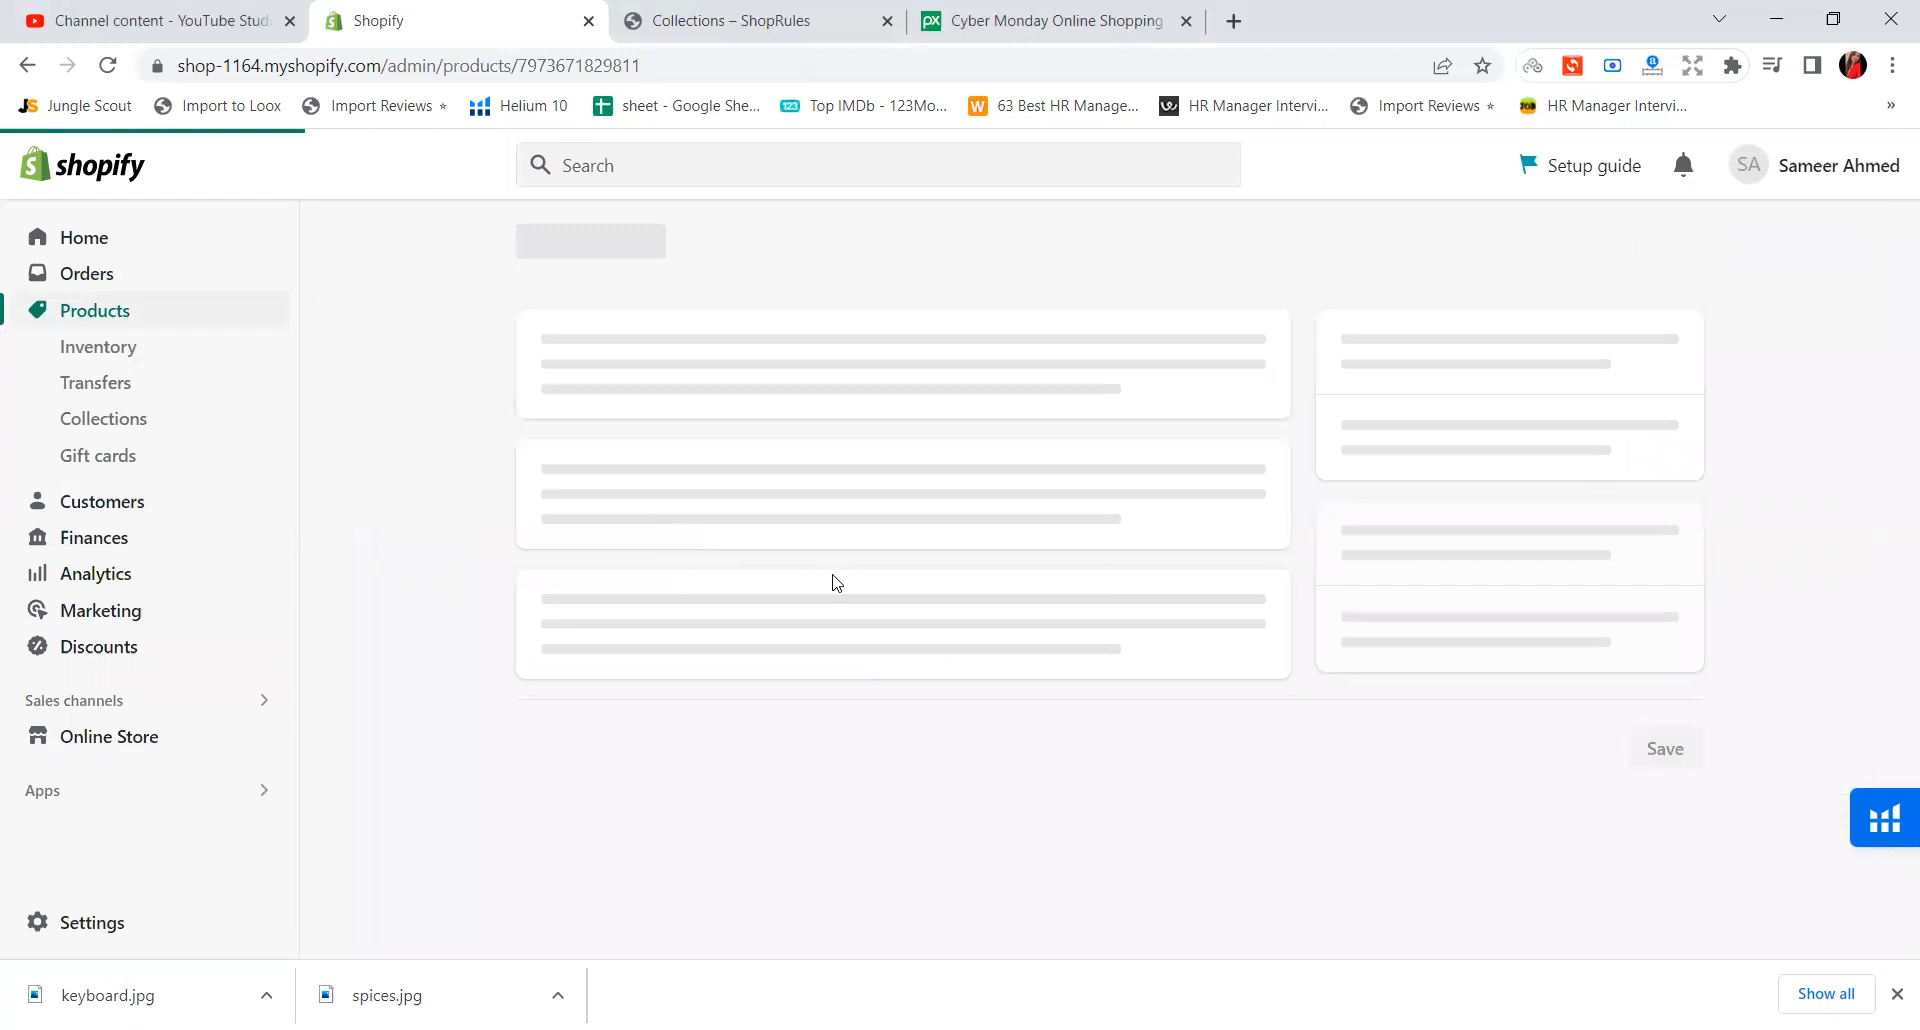 Channel content - YouTube Stud
Shopify
Collections – ShopRules
Cyber Monday Online Shopping
shop-1164.myshopify.com/admin/products/7973671829811
JS Jungle Scout
Import to Loox
Import Reviews ⋆
Helium 10
sheet - Google She...
123 Top IMDb - 123Mo...
W 63 Best HR Manage...
HR Manager Intervi...
Import Reviews ⋆
JOB HR Manager Intervi...
»
shopify
Search
Setup guide
SA Sameer Ahmed
Home
Orders
Products
Inventory
Transfers
Collections
Gift cards
Customers
Finances
Analytics
Marketing
Discounts
Sales channels
Online Store
Apps
Save
Settings
keyboard.jpg
spices.jpg
Show all